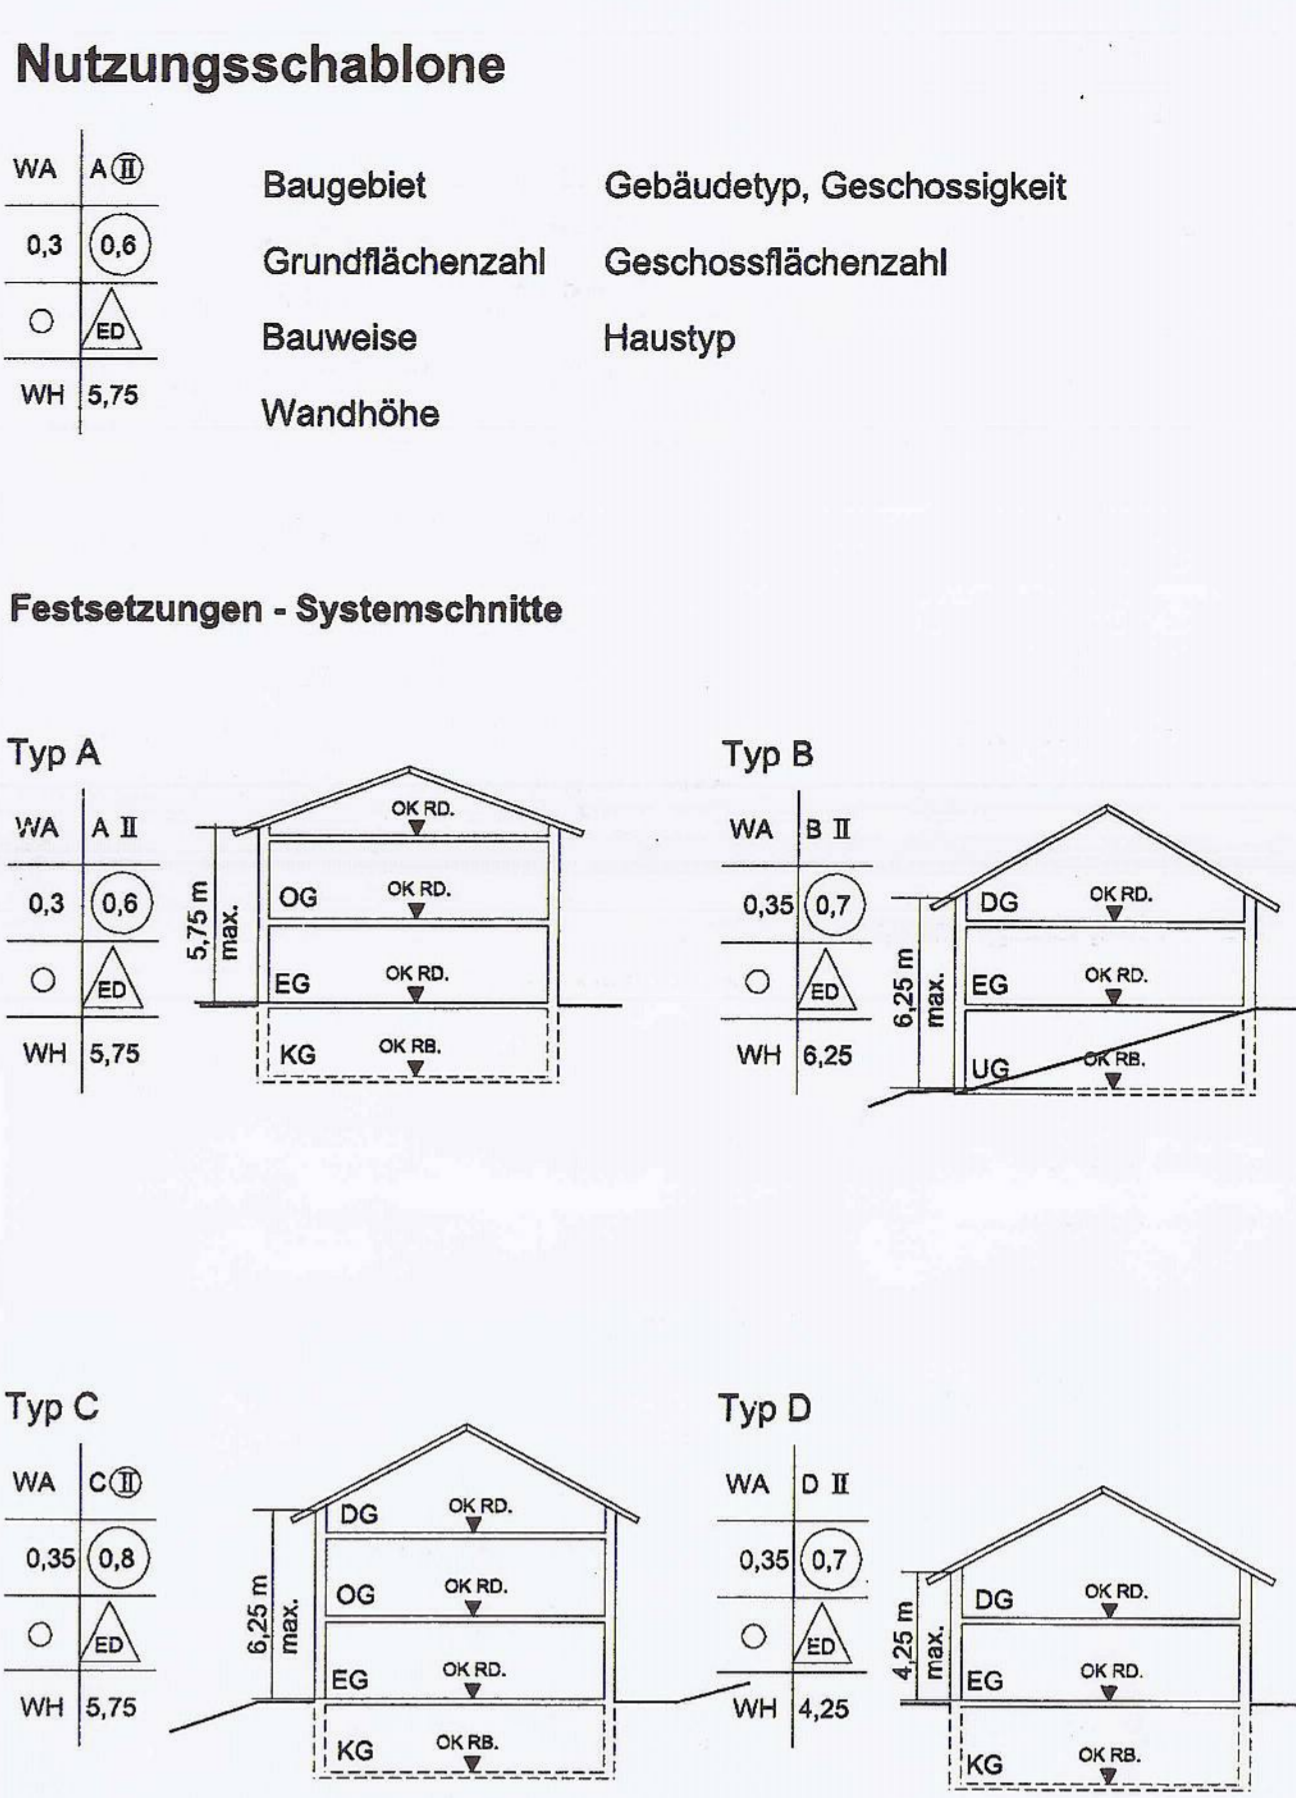 Nutzungsschablone
WA A II
Baugebiet Gebäudetyp, Geschossigkeit
0,3 0,6
Grundflächenzahl Geschossflächenzahl
O ED
Bauweise Haustyp
WH 5,75
Wandhöhe
Festsetzungen - Systemschnitte
Typ A
WA A II
0,3 0,6
O ED
WH 5,75
5,75 m
max.
OK RD.
OG OK RD.
EG OK RD.
KG OK RB.
Typ B
WA B II
0,35 0,7
O ED
WH 6,25
6,25 m
max.
DG OK RD.
EG OK RD.
UG OK RB.
Typ C
WA C II
0,35 0,8
O ED
WH 5,75
6,25 m
max.
DG OK RD.
OG OK RD.
EG OK RD.
KG OK RB.
Typ D
WA D II
0,35 0,7
O ED
WH 4,25
4,25 m
max.
DG OK RD.
EG OK RD.
KG OK RB.